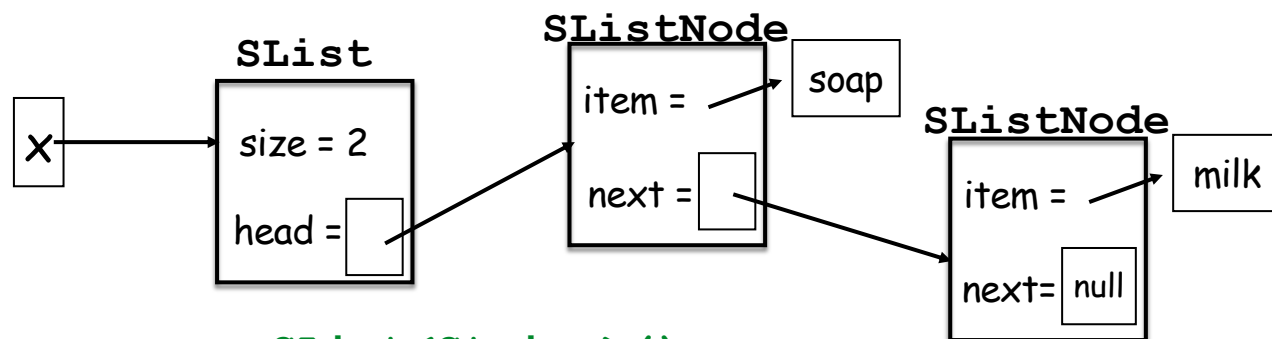 SList
SListNode
x
size = 2
head =
item =
soap
next =
SListNode
item =
milk
next=
null